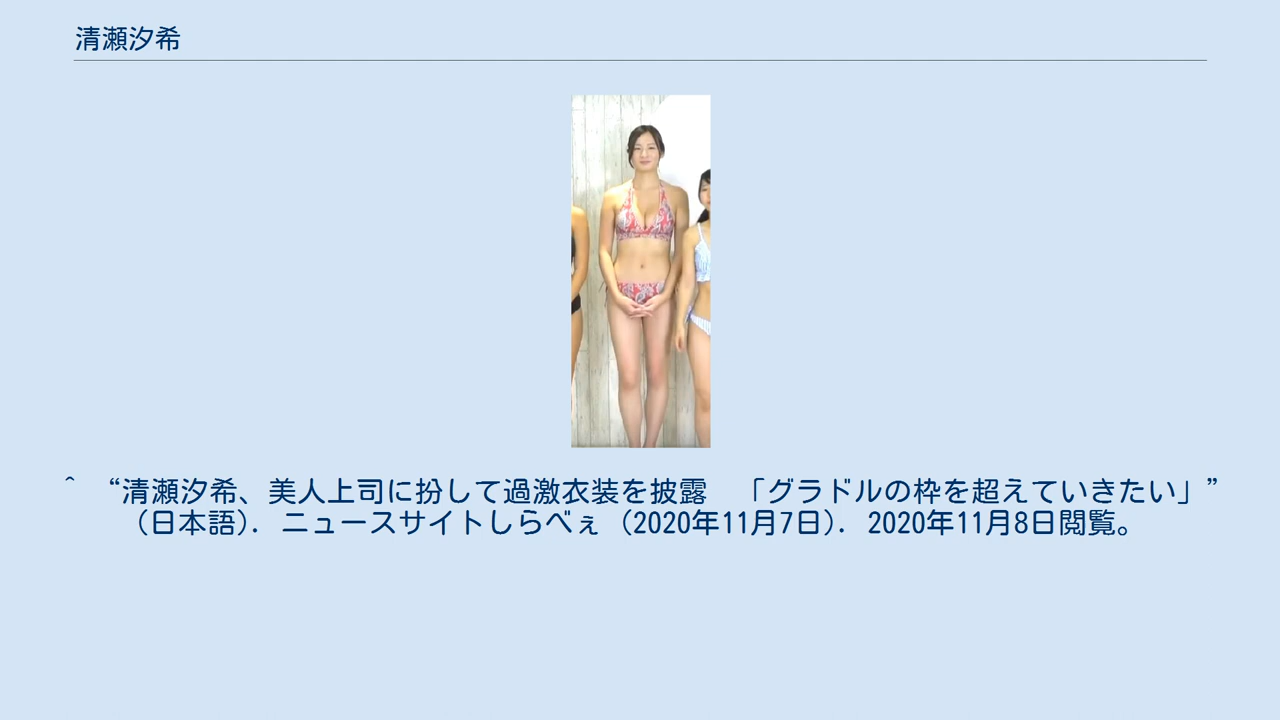 清瀬汐希
^ “清瀬汐希、美人上司に扮して過激衣装を披露　「グラドルの枠を超えていきたい」”
（日本語）. ニュースサイトしらべぇ (2020年11月7日). 2020年11月8日閲覧。